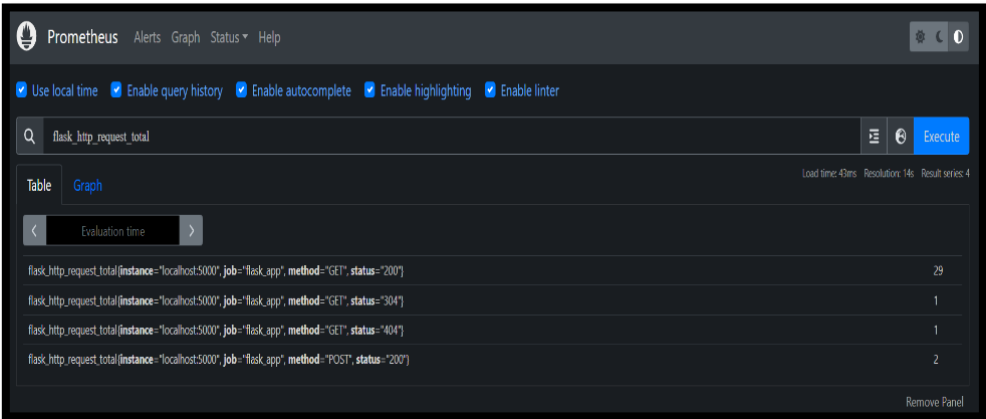 Prometheus Alerts Graph Status Help
Use local time Enable query history Enable autocomplete Enable highlighting Enable linter
flask_http_request_total Execute
Load time: 43ms Resolution: 14s Result series: 4
Table Graph
Evaluation time
flask_http_request_total{instance="localhost:5000", job="flask_app", method="GET", status="200"} 29
flask_http_request_total{instance="localhost:5000", job="flask_app", method="GET", status="304"} 1
flask_http_request_total{instance="localhost:5000", job="flask_app", method="GET", status="404"} 1
flask_http_request_total{instance="localhost:5000", job="flask_app", method="POST", status="200"} 2
Remove Panel